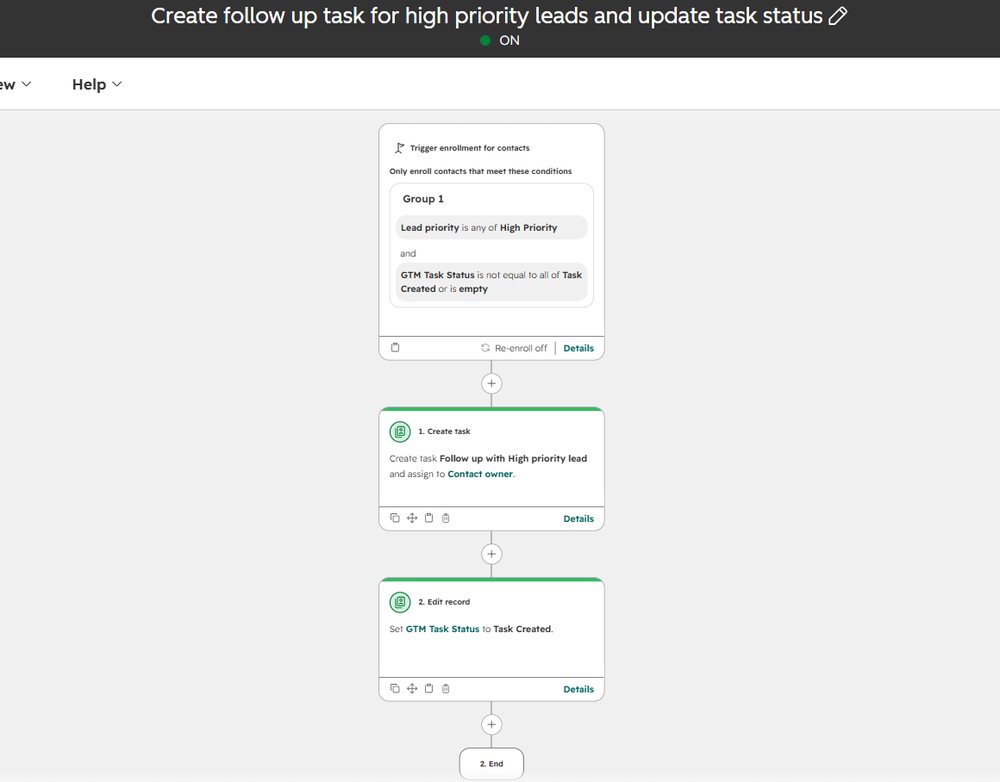 Create follow up task for high priority leads and update task status
ON
ew
Help
Trigger enrollment for contacts
Only enroll contacts that meet these conditions
Group 1
Lead priority is any of High Priority
and
GTM Task Status is not equal to all of Task
Created or is empty
Re-enroll off
Details
1. Create task
Create task Follow up with High priority lead
and assign to Contact owner.
Details
2. Edit record
Set GTM Task Status to Task Created.
Details
2. End